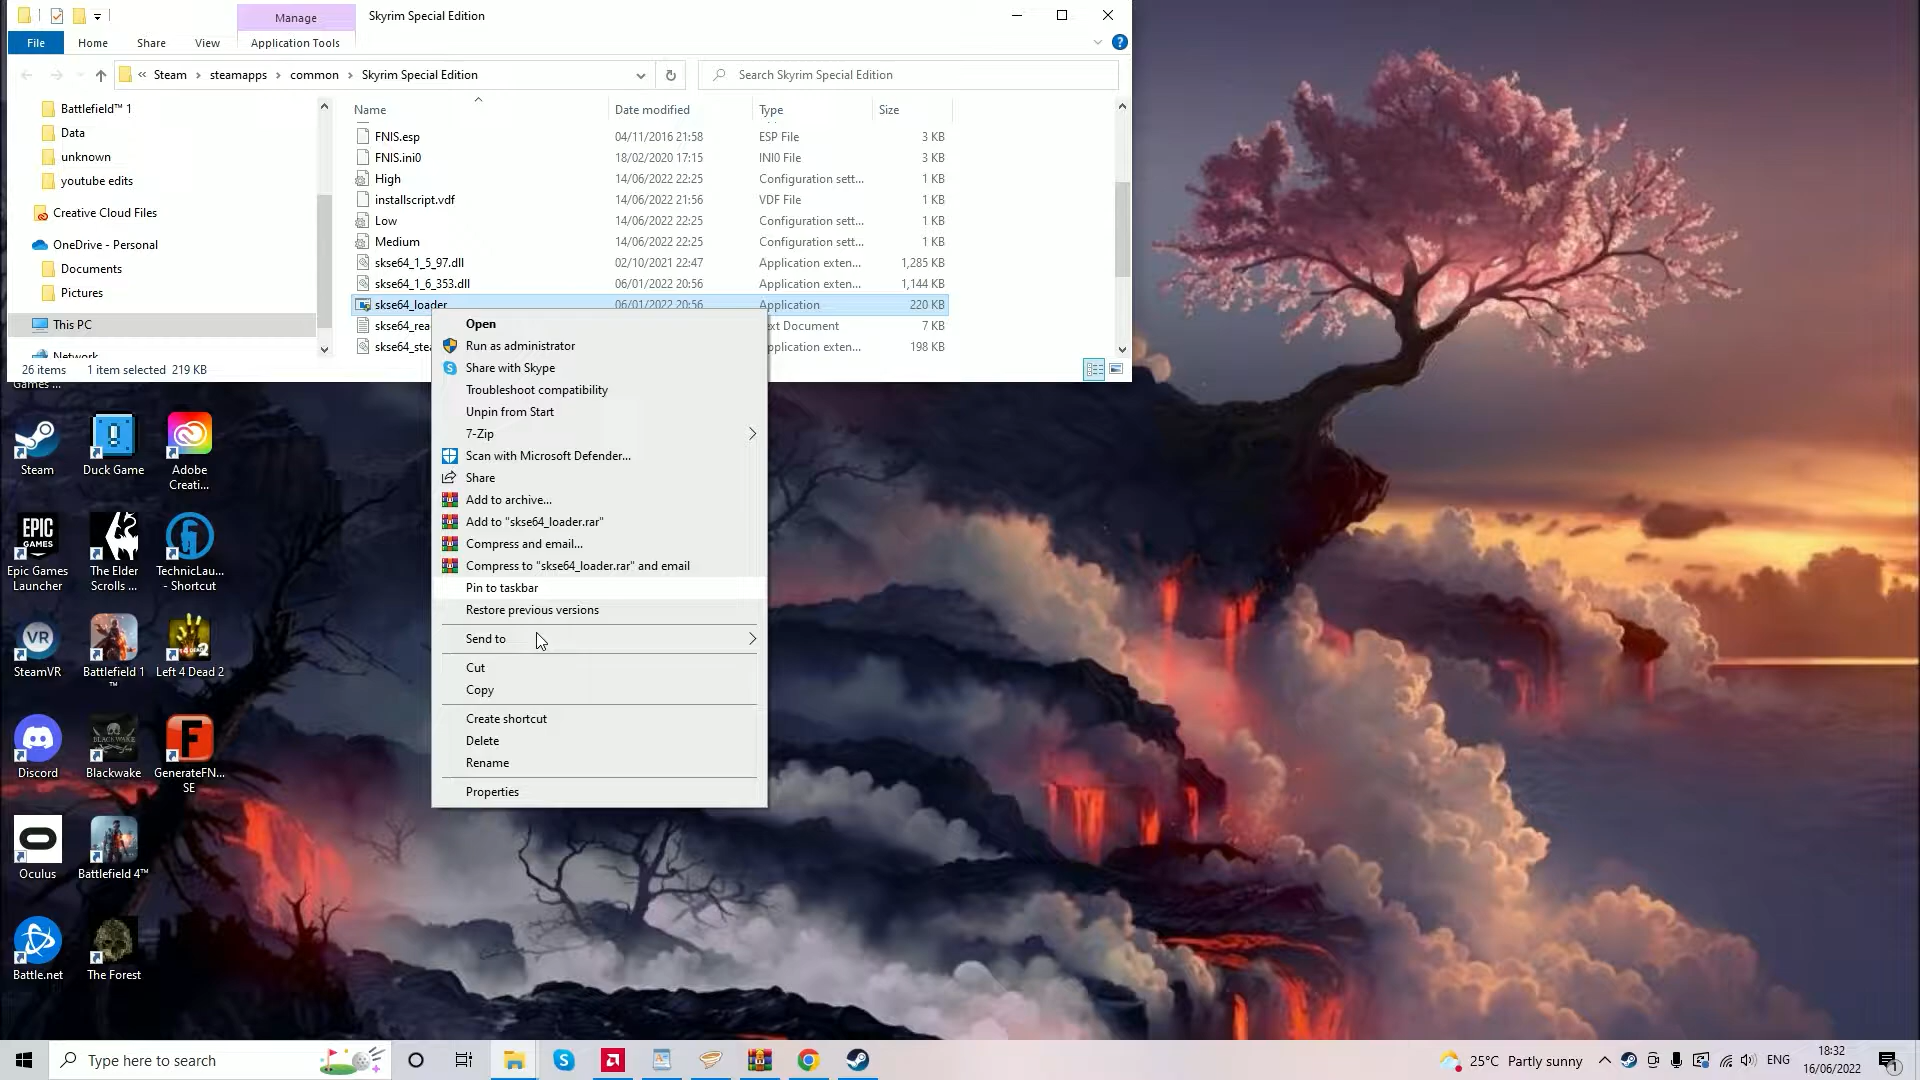 Manage
Skyrim Special Edition
File
Home
Share
View
Application Tools
« Steam > steamapps > common > Skyrim Special Edition
Search Skyrim Special Edition
Battlefield™ 1
Data
unknown
youtube edits
Creative Cloud Files
OneDrive - Personal
Documents
Pictures
This PC
Network
Name Date modified Type Size
FNIS.esp 04/11/2016 21:58 ESP File 3 KB
FNIS.ini0 18/02/2020 17:15 INI0 File 3 KB
High 14/06/2022 22:25 Configuration sett... 1 KB
installscript.vdf 14/06/2022 21:56 VDF File 1 KB
Low 14/06/2022 22:25 Configuration sett... 1 KB
Medium 14/06/2022 22:25 Configuration sett... 1 KB
skse64_1_5_97.dll 02/10/2021 22:47 Application exten... 1,285 KB
skse64_1_6_353.dll 06/01/2022 20:56 Application exten... 1,144 KB
skse64_loader 06/01/2022 20:56 Application 220 KB
skse64_rea ext Document 7 KB
skse64_stea pplication exten... 198 KB
26 items 1 item selected 219 KB
Open
Run as administrator
Share with Skype
Troubleshoot compatibility
Unpin from Start
7-Zip
Scan with Microsoft Defender...
Share
Add to archive...
Add to "skse64_loader.rar"
Compress and email...
Compress to "skse64_loader.rar" and email
Pin to taskbar
Restore previous versions
Send to
Cut
Copy
Create shortcut
Delete
Rename
Properties
Games ...
Steam
Duck Game
Adobe
Creati...
EPIC
GAMES
Epic Games
Launcher
The Elder
Scrolls ...
TechnicLau...
- Shortcut
VR
SteamVR
Battlefield 1
™
Left 4 Dead 2
Discord
BLACKWAKE
Blackwake
F
GenerateFN...
SE
Oculus
Battlefield 4™
Battle.net
The Forest
Type here to search
25°C Partly sunny
ENG
18:32
16/06/2022
1